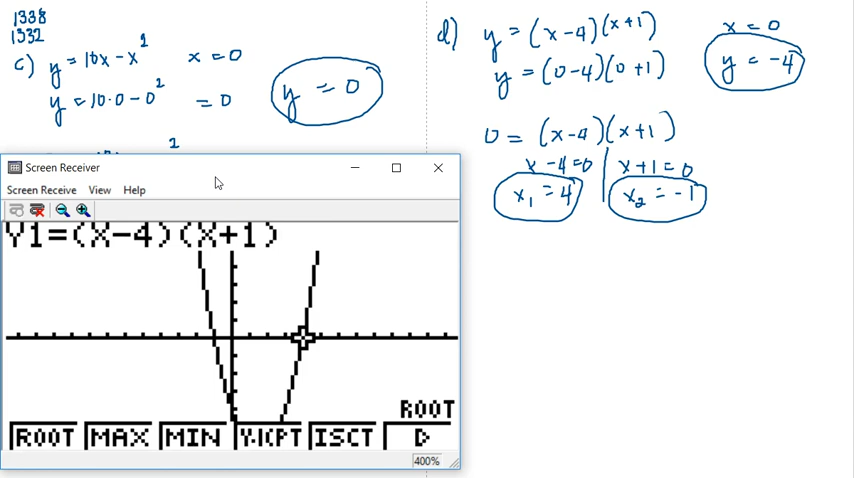 1338
1332
c) y = 10x - x²   x = 0
y = 10·0 - 0²   = 0
y = 0
2
Screen Receiver
Screen Receive   View   Help
Y1=(X-4)(X+1)
ROOT
ROOT   MAX   MIN   Y-ICPT   ISCT   D
400%
d) y = (x-4)(x+1)   x = 0
y = (0-4)(0+1)   y = -4
0 = (x-4)(x+1)
x-4=0 | x+1=0
x₁ = 4   x₂ = -1